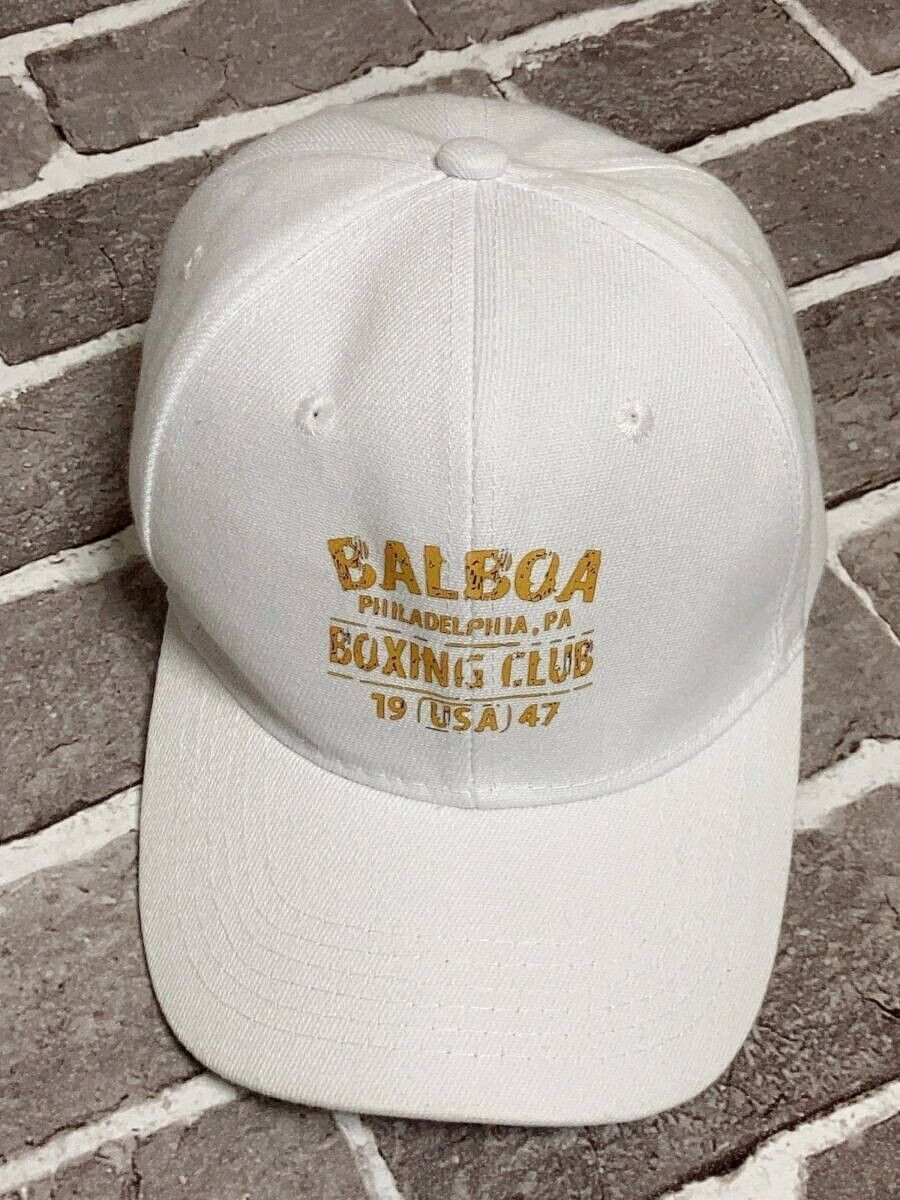 BALBOA
PHILADELPHIA, PA
BOXING CLUB
19 (USA) 47